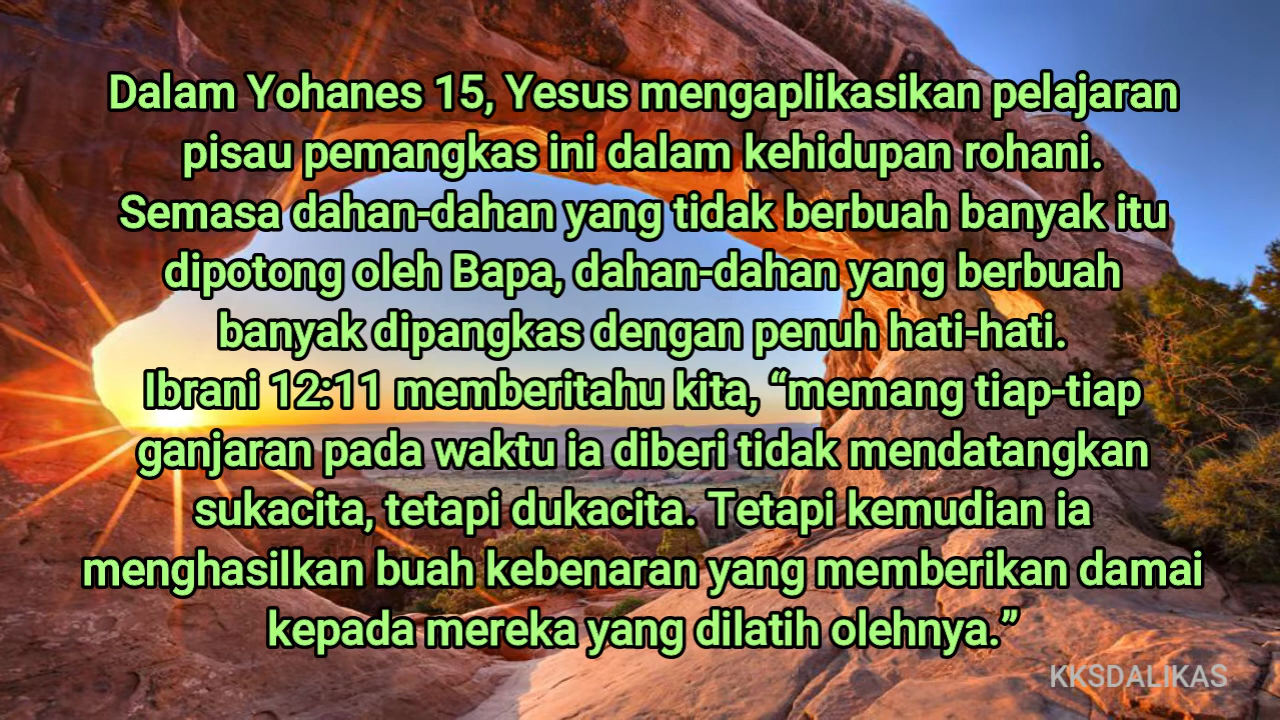 Dalam Yohanes 15, Yesus mengaplikasikan pelajaran
pisau pemangkas ini dalam kehidupan rohani.
Semasa dahan-dahan yang tidak berbuah banyak itu
dipotong oleh Bapa, dahan-dahan yang berbuah
banyak dipangkas dengan penuh hati-hati.
Ibrani 12:11 memberitahu kita, “memang tiap-tiap
ganjaran pada waktu ia diberi tidak mendatangkan
sukacita, tetapi dukacita. Tetapi kemudian ia
menghasilkan buah kebenaran yang memberikan damai
kepada mereka yang dilatih olehnya.”
KKSDALIKAS